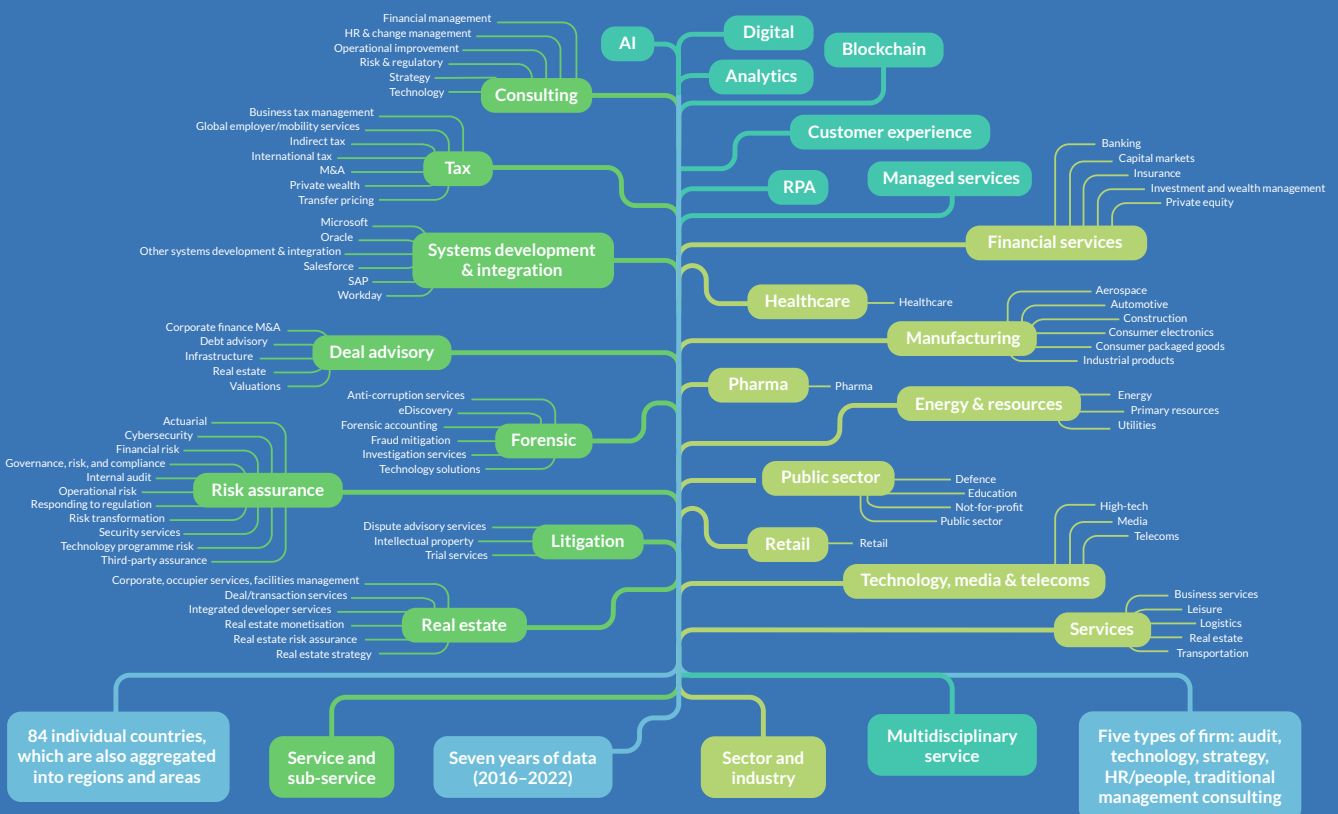 Financial management
HR & change management
Operational improvement
Risk & regulatory
Strategy
Technology
Consulting
Business tax management
Global employer/mobility services
Indirect tax
International tax
M&A
Private wealth
Transfer pricing
Tax
Microsoft
Oracle
Other systems development & integration
Salesforce
SAP
Workday
Systems development
& integration
Corporate finance M&A
Debt advisory
Infrastructure
Real estate
Valuations
Deal advisory
Anti-corruption services
eDiscovery
Forensic accounting
Fraud mitigation
Investigation services
Technology solutions
Forensic
Actuarial
Cybersecurity
Financial risk
Governance, risk, and compliance
Internal audit
Operational risk
Responding to regulation
Risk transformation
Security services
Technology programme risk
Third-party assurance
Risk assurance
Dispute advisory services
Intellectual property
Trial services
Litigation
Corporate, occupier services, facilities management
Deal/transaction services
Integrated developer services
Real estate monetisation
Real estate risk assurance
Real estate strategy
Real estate
AI
Digital
Blockchain
Analytics
Customer experience
RPA
Managed services
Banking
Capital markets
Insurance
Investment and wealth management
Private equity
Financial services
Healthcare
Healthcare
Aerospace
Automotive
Construction
Consumer electronics
Consumer packaged goods
Industrial products
Manufacturing
Pharma
Pharma
Energy & resources
Energy
Primary resources
Utilities
Public sector
Defence
Education
Not-for-profit
Public sector
Retail
Retail
High-tech
Media
Telecoms
Technology, media & telecoms
Services
Business services
Leisure
Logistics
Real estate
Transportation
84 individual countries,
which are also aggregated
into regions and areas
Service and
sub-service
Seven years of data
(2016–2022)
Sector and
industry
Multidisciplinary
service
Five types of firm: audit,
technology, strategy,
HR/people, traditional
management consulting